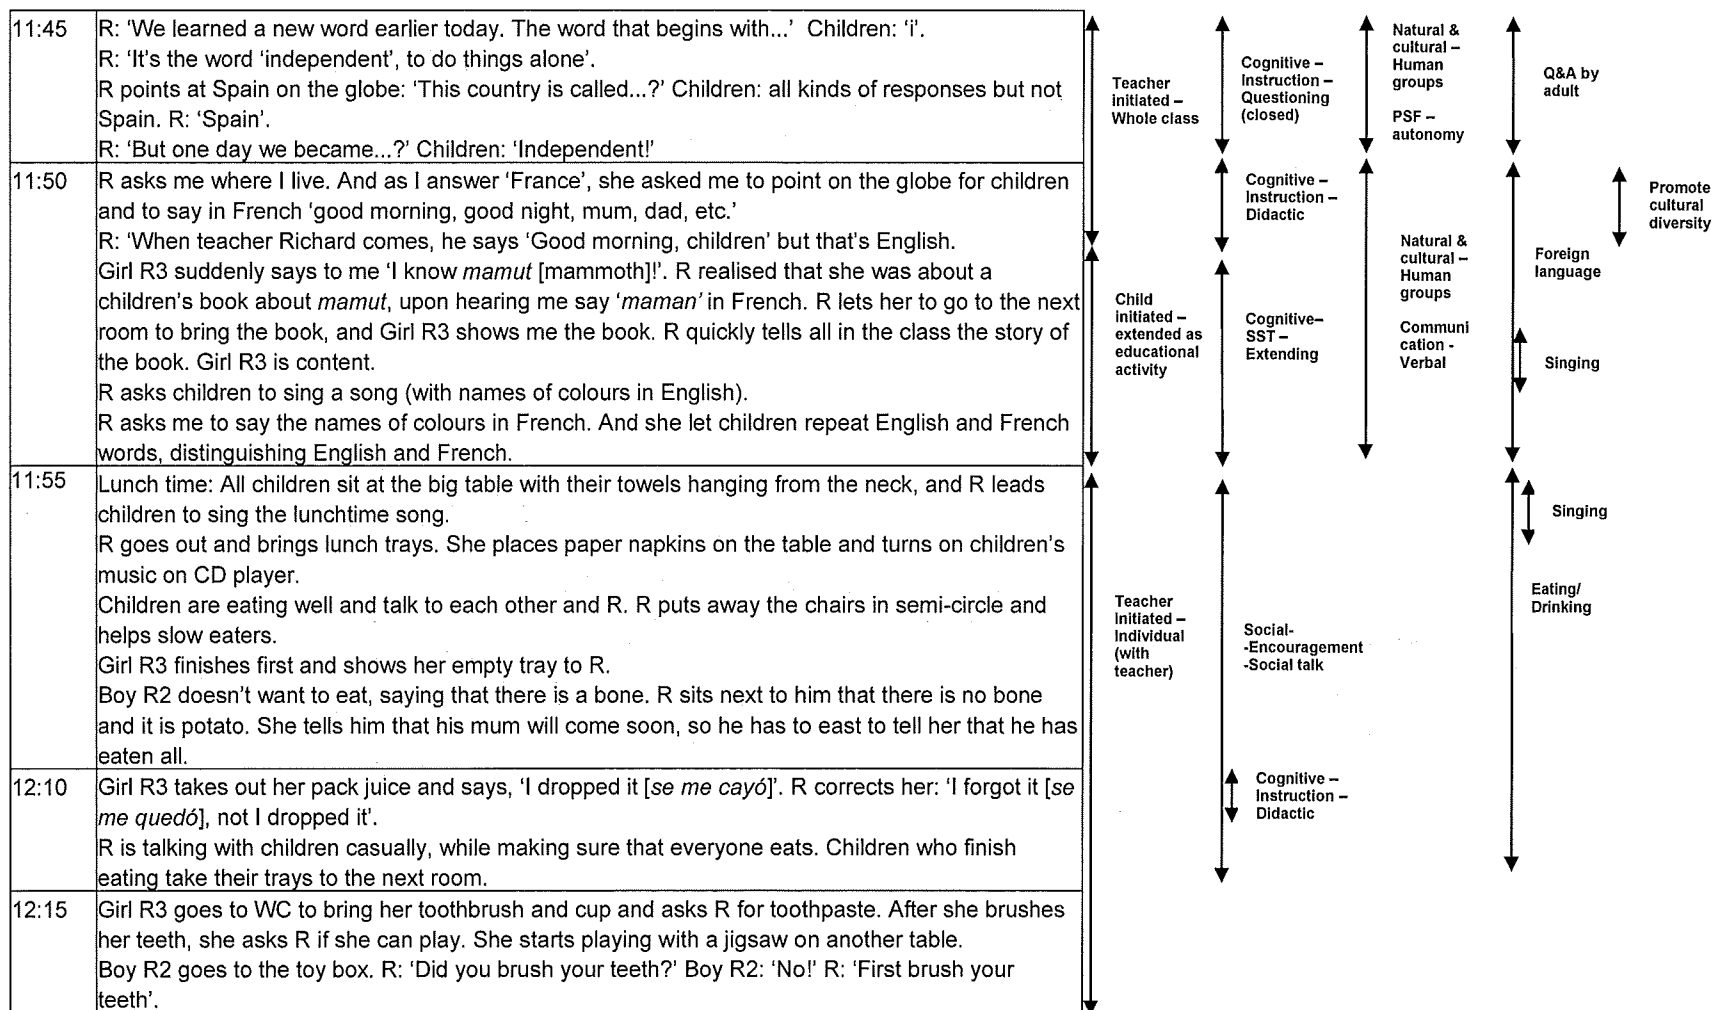 11:45
R: 'We learned a new word earlier today. The word that begins with...' Children: 'i'.
R: 'It's the word 'independent', to do things alone'.
R points at Spain on the globe: 'This country is called...?' Children: all kinds of responses but not
Spain. R: 'Spain'.
R: 'But one day we became...?' Children: 'Independent!'
Teacher
initiated –
Whole class
Cognitive –
Instruction –
Questioning
(closed)
Natural &
cultural –
Human
groups
PSF –
autonomy
Q&A by
adult
11:50
R asks me where I live. And as I answer 'France', she asked me to point on the globe for children
and to say in French 'good morning, good night, mum, dad, etc.'
R: 'When teacher Richard comes, he says 'Good morning, children' but that's English.
Girl R3 suddenly says to me 'I know mamut [mammoth]!'. R realised that she was about a
children's book about mamut, upon hearing me say 'maman' in French. R lets her to go to the next
room to bring the book, and Girl R3 shows me the book. R quickly tells all in the class the story of
the book. Girl R3 is content.
R asks children to sing a song (with names of colours in English).
R asks me to say the names of colours in French. And she let children repeat English and French
words, distinguishing English and French.
Cognitive –
Instruction –
Didactic
Promote
cultural
diversity
Child
initiated –
extended as
educational
activity
Cognitive–
SST –
Extending
Natural &
cultural –
Human
groups
Communi
cation -
Verbal
Foreign
language
Singing
11:55
Lunch time: All children sit at the big table with their towels hanging from the neck, and R leads
children to sing the lunchtime song.
R goes out and brings lunch trays. She places paper napkins on the table and turns on children's
music on CD player.
Children are eating well and talk to each other and R. R puts away the chairs in semi-circle and
helps slow eaters.
Girl R3 finishes first and shows her empty tray to R.
Boy R2 doesn't want to eat, saying that there is a bone. R sits next to him that there is no bone
and it is potato. She tells him that his mum will come soon, so he has to east to tell her that he has
eaten all.
Teacher
initiated –
Individual
(with
teacher)
Social-
-Encouragement
-Social talk
Singing
Eating/
Drinking
12:10
Girl R3 takes out her pack juice and says, 'I dropped it [se me cayó]'. R corrects her: 'I forgot it [se
me quedó], not I dropped it'.
R is talking with children casually, while making sure that everyone eats. Children who finish
eating take their trays to the next room.
Cognitive –
Instruction –
Didactic
12:15
Girl R3 goes to WC to bring her toothbrush and cup and asks R for toothpaste. After she brushes
her teeth, she asks R if she can play. She starts playing with a jigsaw on another table.
Boy R2 goes to the toy box. R: 'Did you brush your teeth?' Boy R2: 'No!' R: 'First brush your
teeth'.